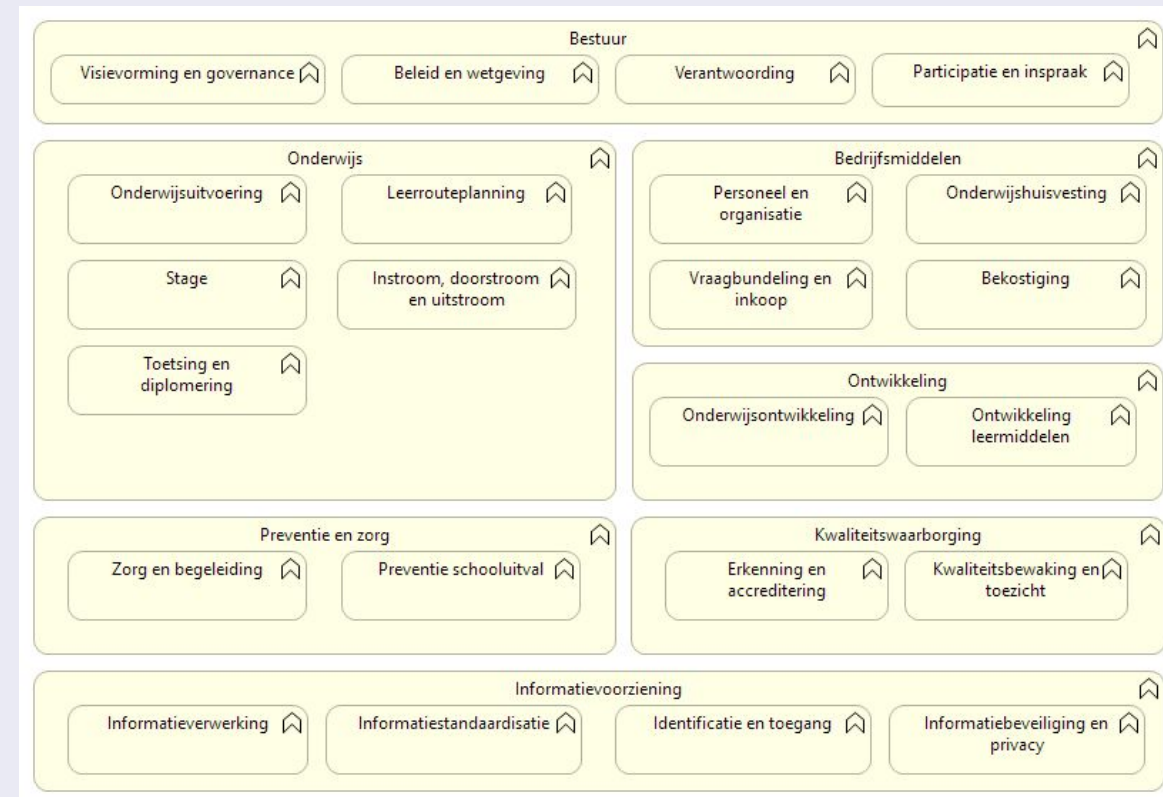 Bestuur
Visievorming en governance
Beleid en wetgeving
Verantwoording
Participatie en inspraak
Onderwijs
Onderwijsuitvoering
Leerrouteplanning
Stage
Instroom, doorstroom
en uitstroom
Toetsing en
diplomering
Bedrijfsmiddelen
Personeel en
organisatie
Onderwijshuisvesting
Vraagbundeling en
inkoop
Bekostiging
Ontwikkeling
Onderwijsontwikkeling
Ontwikkeling
leermiddelen
Preventie en zorg
Zorg en begeleiding
Preventie schooluitval
Kwaliteitswaarborging
Erkenning en
accreditering
Kwaliteitsbewaking en
toezicht
Informatievoorziening
Informatieverwerking
Informatiestandaardisatie
Identificatie en toegang
Informatiebeveiliging en
privacy